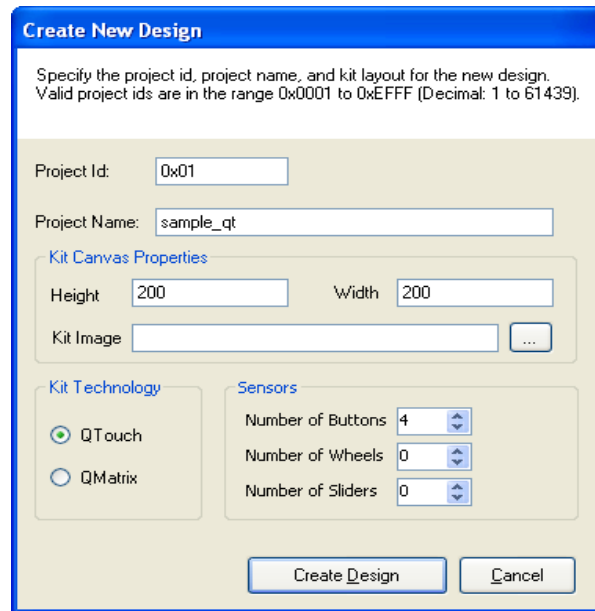 Create New Design
Specify the project id, project name, and kit layout for the new design.
Valid project ids are in the range 0x0001 to 0xEFFF (Decimal: 1 to 61439).
Project Id: 0x01
Project Name: sample_qt
Kit Canvas Properties
Height 200 Width 200
Kit Image ...
Kit Technology
QTouch
QMatrix
Sensors
Number of Buttons 4
Number of Wheels 0
Number of Sliders 0
Create Design Cancel